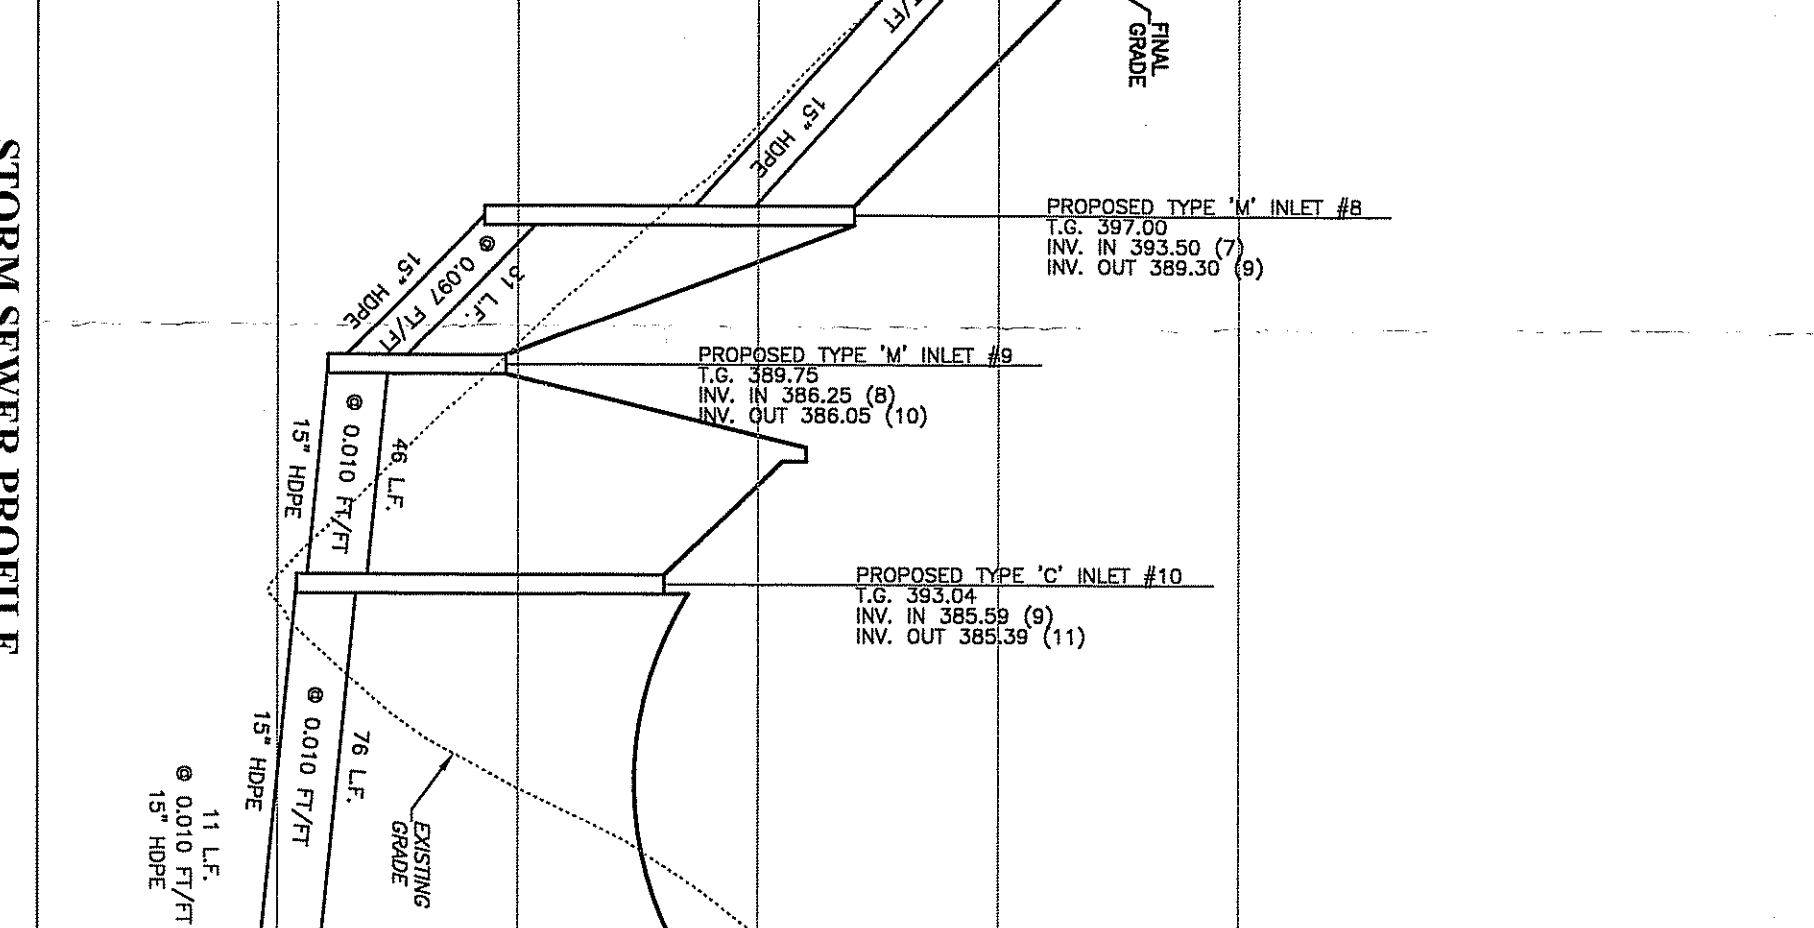 FINAL
GRADE
T/FT
15" HDPE
PROPOSED TYPE 'M' INLET #8
T.G. 397.00
INV. IN 393.50 (7)
INV. OUT 389.30 (9)
31 L.F.
@ 0.097 FT/FT
15" HDPE
PROPOSED TYPE 'M' INLET #9
T.G. 389.75
INV. IN 386.25 (8)
INV. OUT 386.05 (10)
46 L.F.
@ 0.010 FT/FT
15" HDPE
PROPOSED TYPE 'C' INLET #10
T.G. 393.04
INV. IN 385.59 (9)
INV. OUT 385.39 (11)
76 L.F.
@ 0.010 FT/FT
15" HDPE
EXISTING
GRADE
11 L.F.
@ 0.010 FT/FT
15" HDPE
STORM SEWER PROFILE